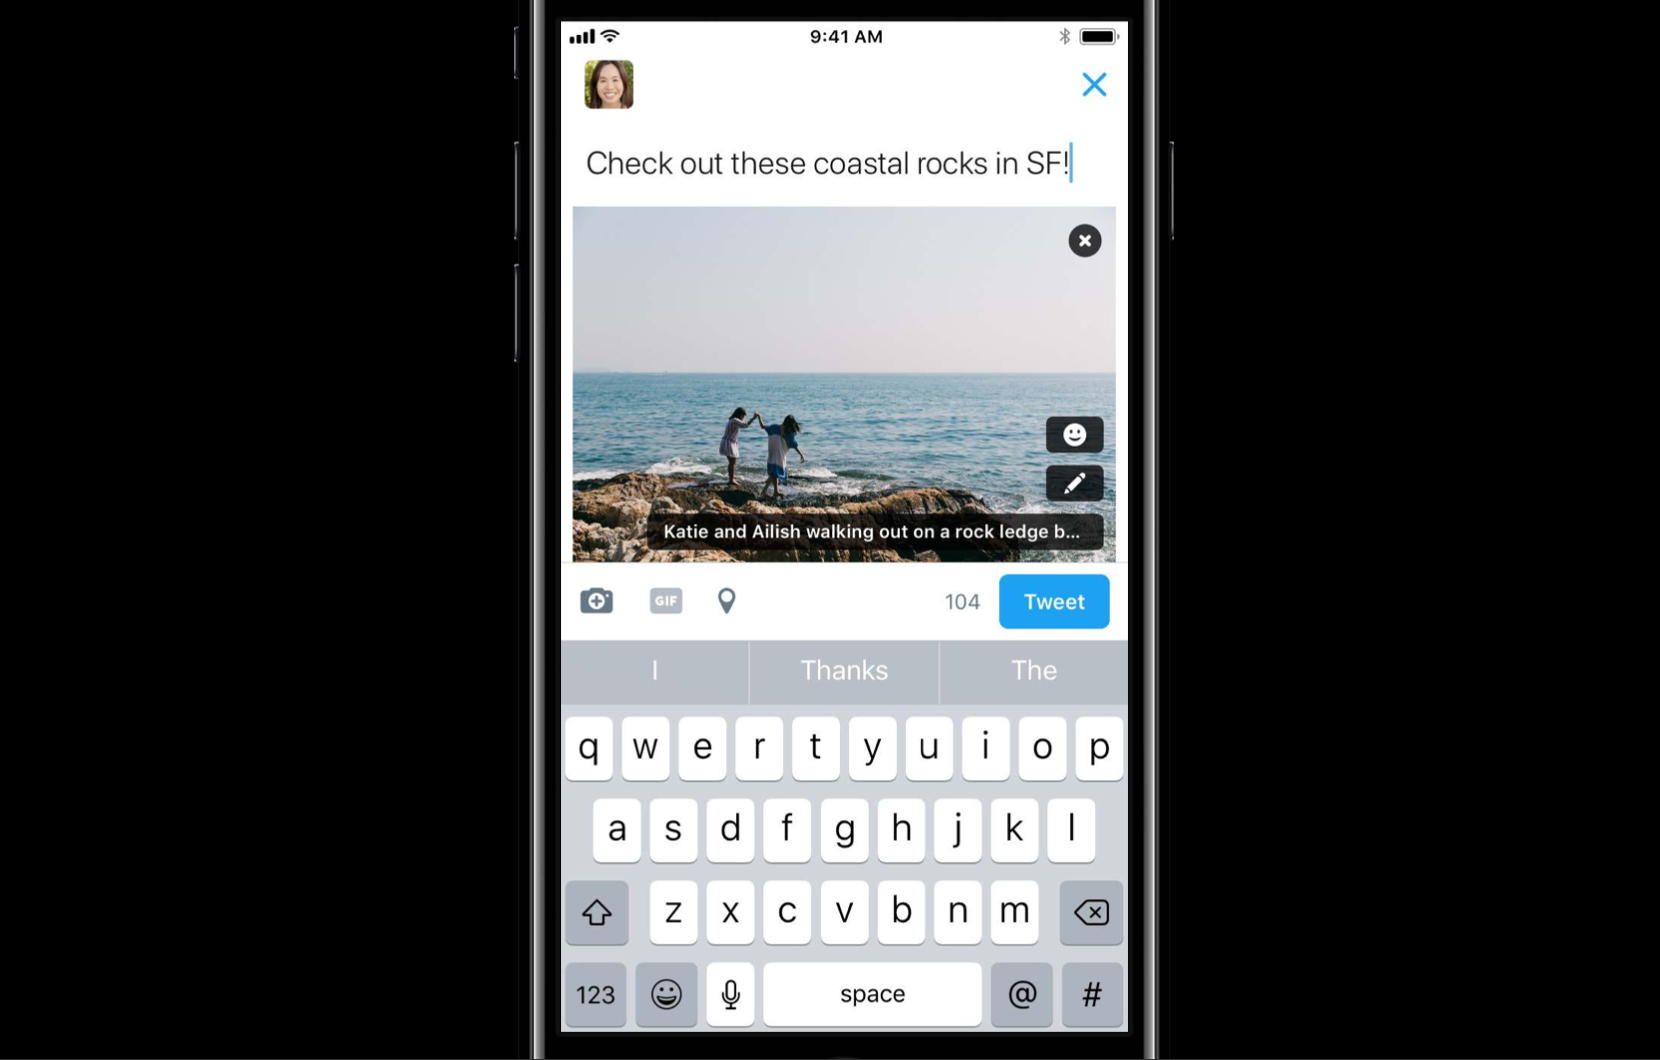 9:41 AM
Check out these coastal rocks in SF!
Katie and Ailish walking out on a rock ledge b...
GIF
104
Tweet
I
Thanks
The
q w e r t y u i o p
a s d f g h j k l
z x c v b n m
123
space
@
#